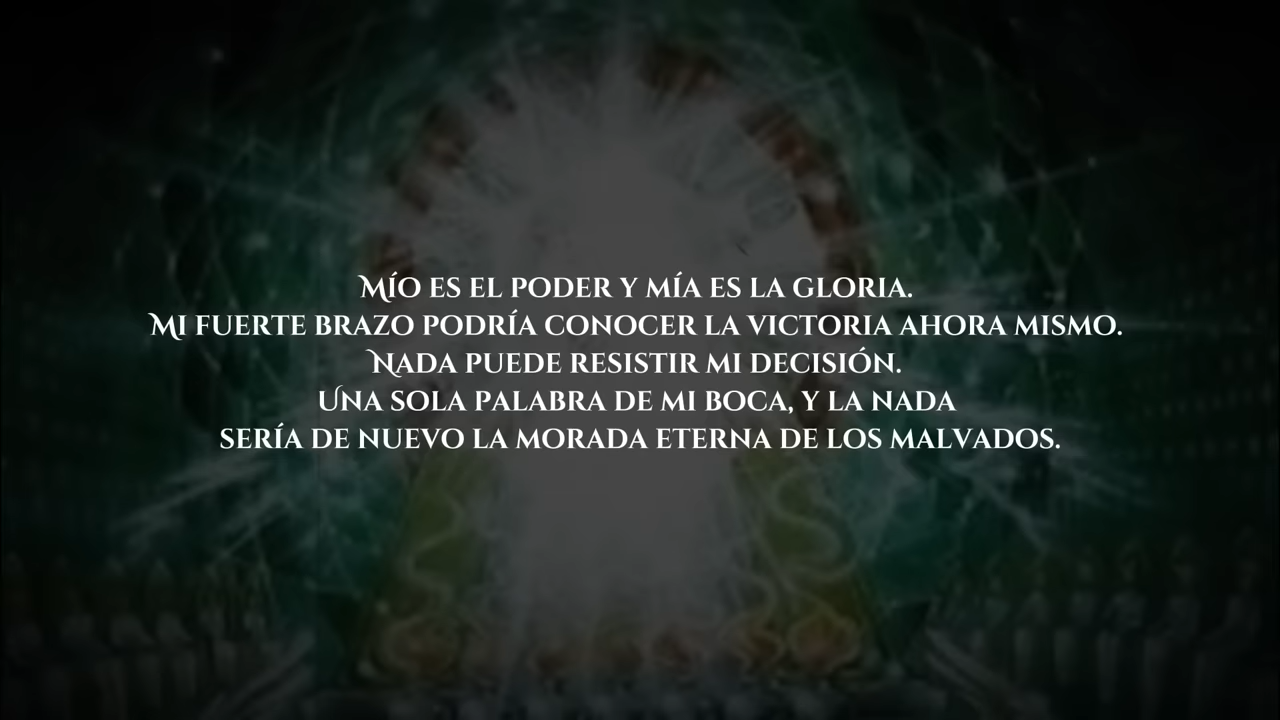 Mío es el poder y mía es la gloria.
Mi fuerte brazo podría conocer la victoria ahora mismo.
Nada puede resistir mi decisión.
Una sola palabra de mi boca, y la nada
sería de nuevo la morada eterna de los malvados.